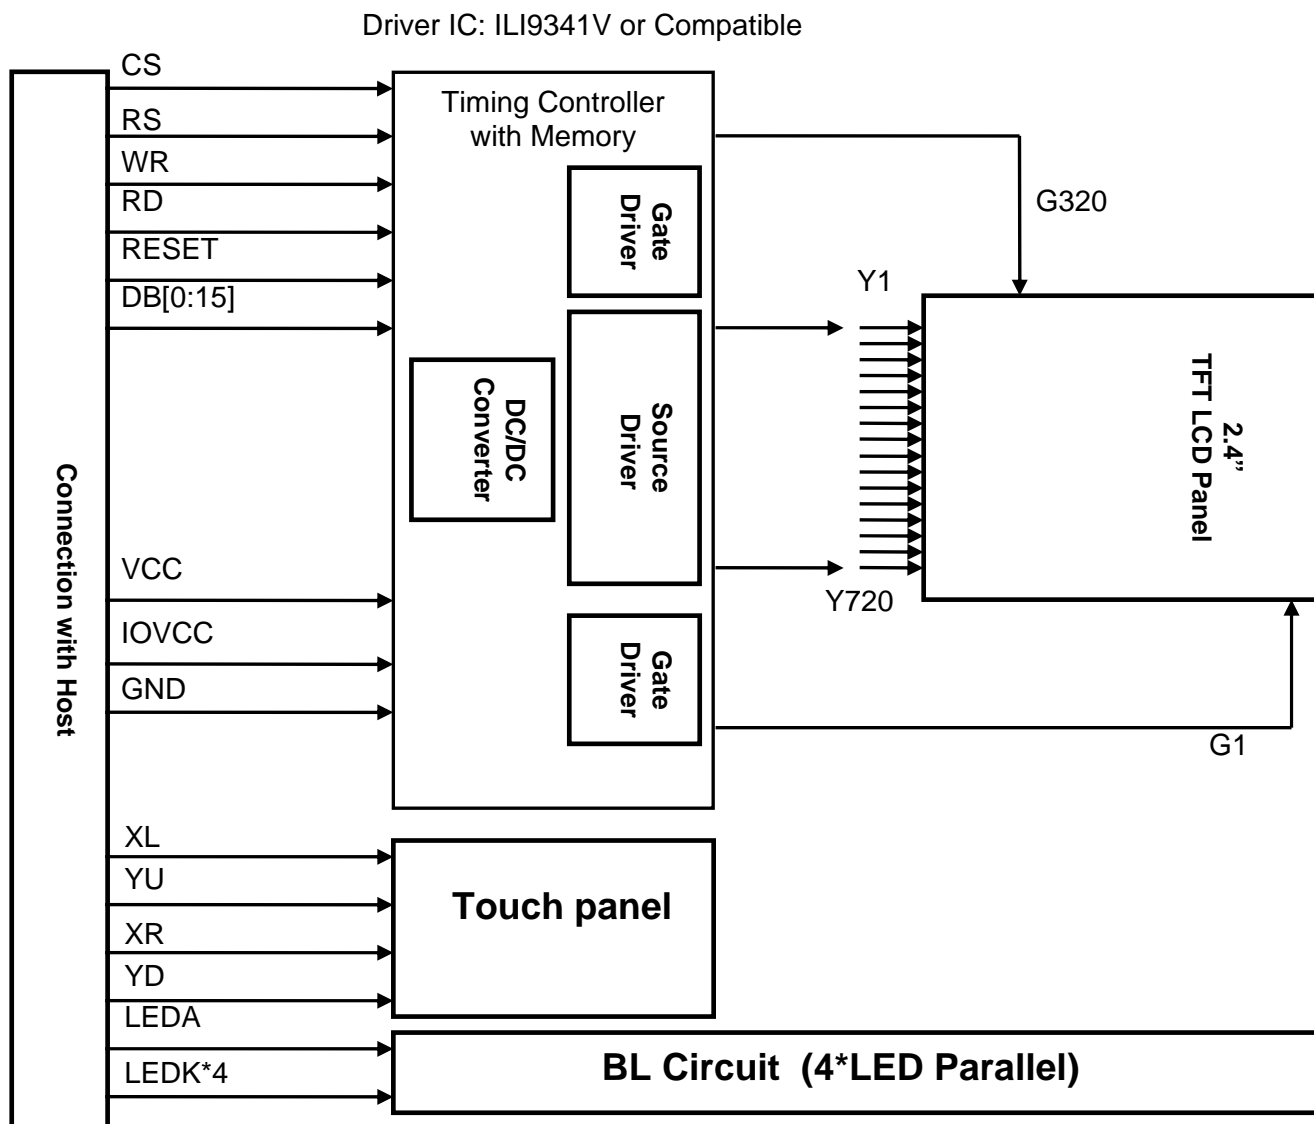 Driver IC: ILI9341V or Compatible
CS
RS
WR
RD
RESET
DB[0:15]
VCC
IOVCC
GND
XL
YU
XR
YD
LEDA
LEDK*4
Connection with Host
Timing Controller
with Memory
Gate
Driver
DC/DC
Converter
Source
Driver
Gate
Driver
G320
Y1
Y720
G1
2.4”
TFT LCD Panel
Touch panel
BL Circuit (4*LED Parallel)